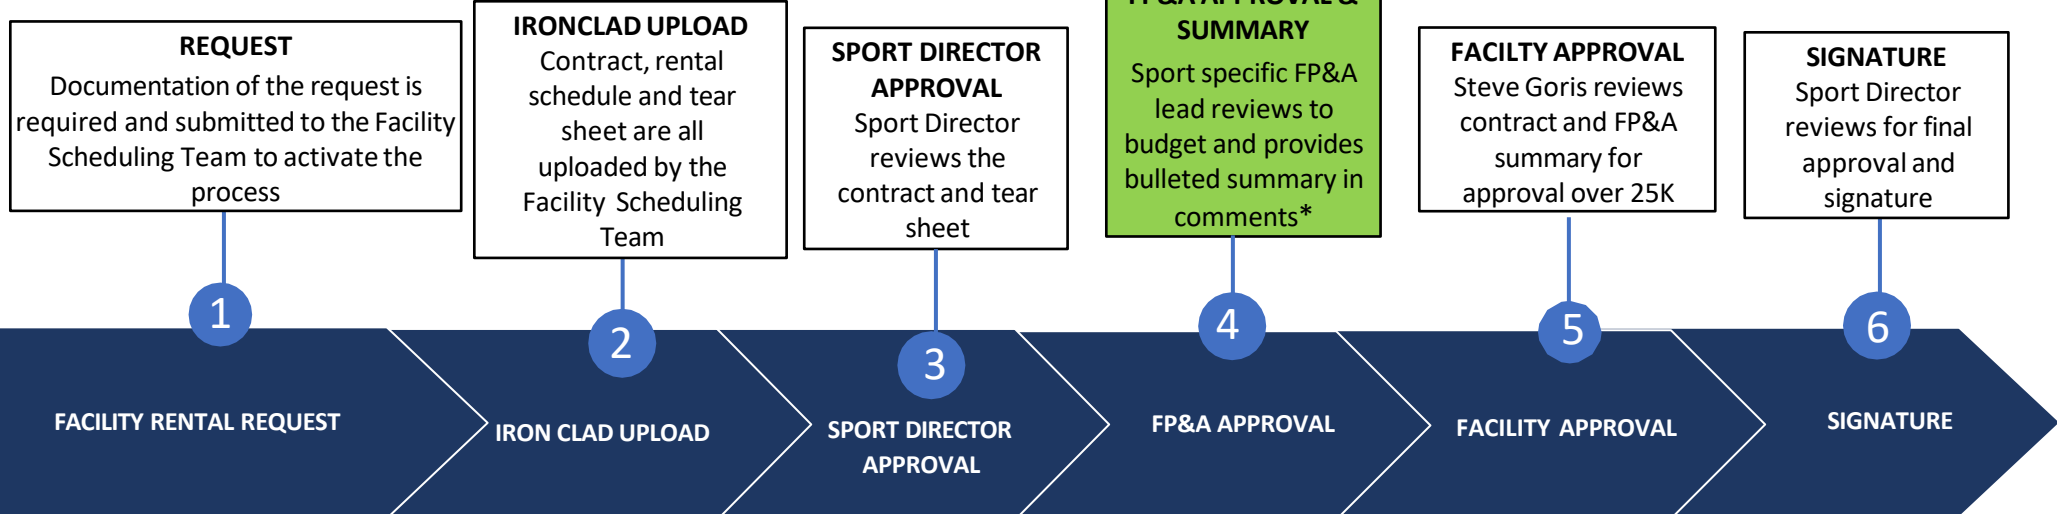 REQUEST
Documentation of the request is
required and submitted to the Facility
Scheduling Team to activate the
process
IRONCLAD UPLOAD
Contract, rental
schedule and tear
sheet are all
uploaded by the
Facility Scheduling
Team
SPORT DIRECTOR
APPROVAL
Sport Director
reviews the
contract and tear
sheet
FP&A APPROVAL &
SUMMARY
Sport specific FP&A
lead reviews to
budget and provides
bulleted summary in
comments*
FACILTY APPROVAL
Steve Goris reviews
contract and FP&A
summary for
approval over 25K
SIGNATURE
Sport Director
reviews for final
approval and
signature
1
2
3
4
5
6
FACILITY RENTAL REQUEST
IRON CLAD UPLOAD
SPORT DIRECTOR
APPROVAL
FP&A APPROVAL
FACILITY APPROVAL
SIGNATURE